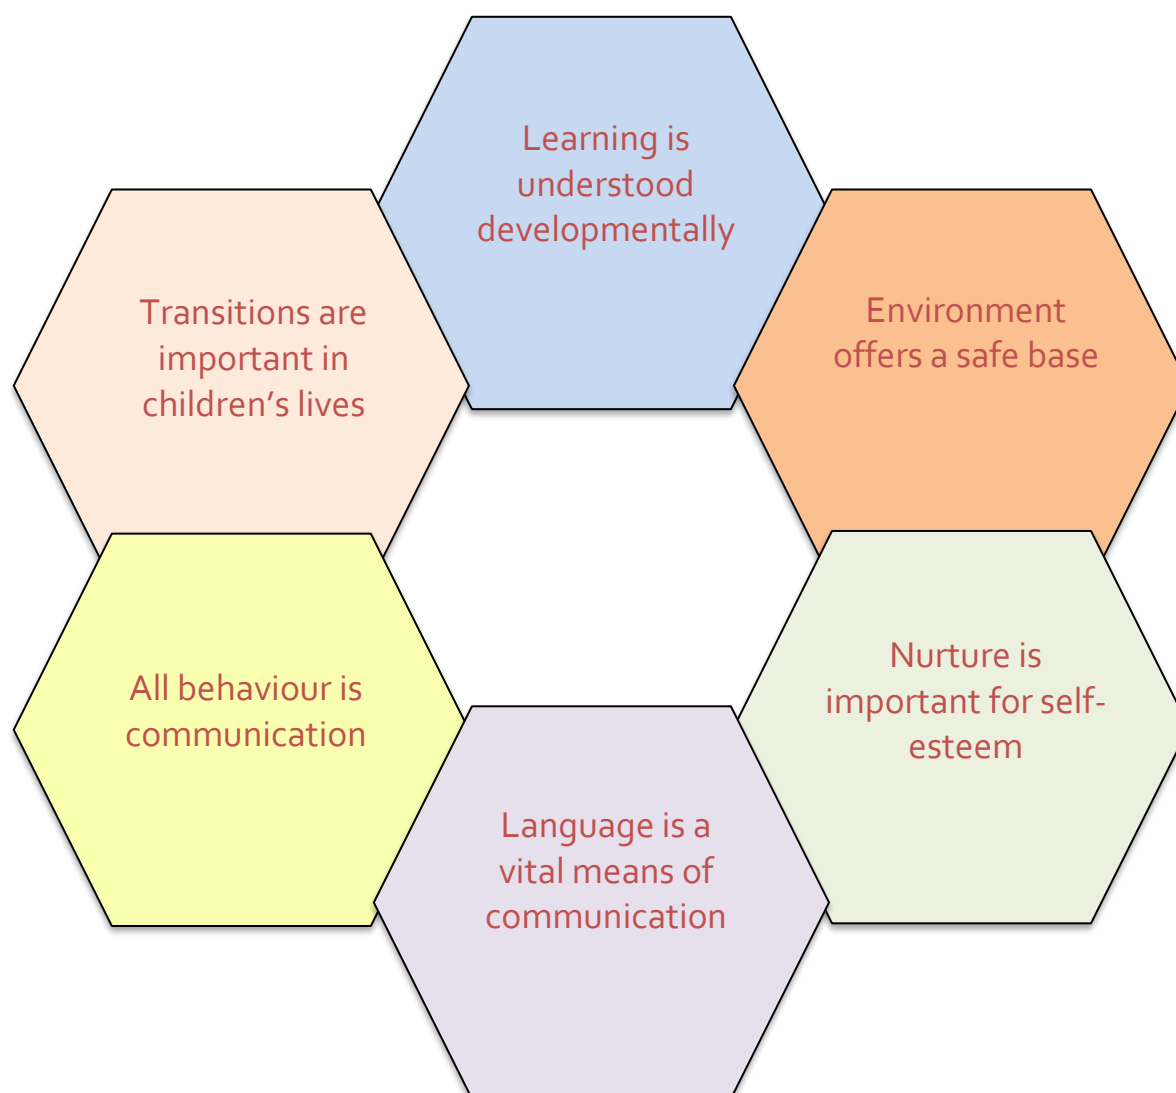 Learning is
understood
developmentally
Environment
offers a safe base
Nurture is
important for self-
esteem
Language is a
vital means of
communication
All behaviour is
communication
Transitions are
important in
children’s lives